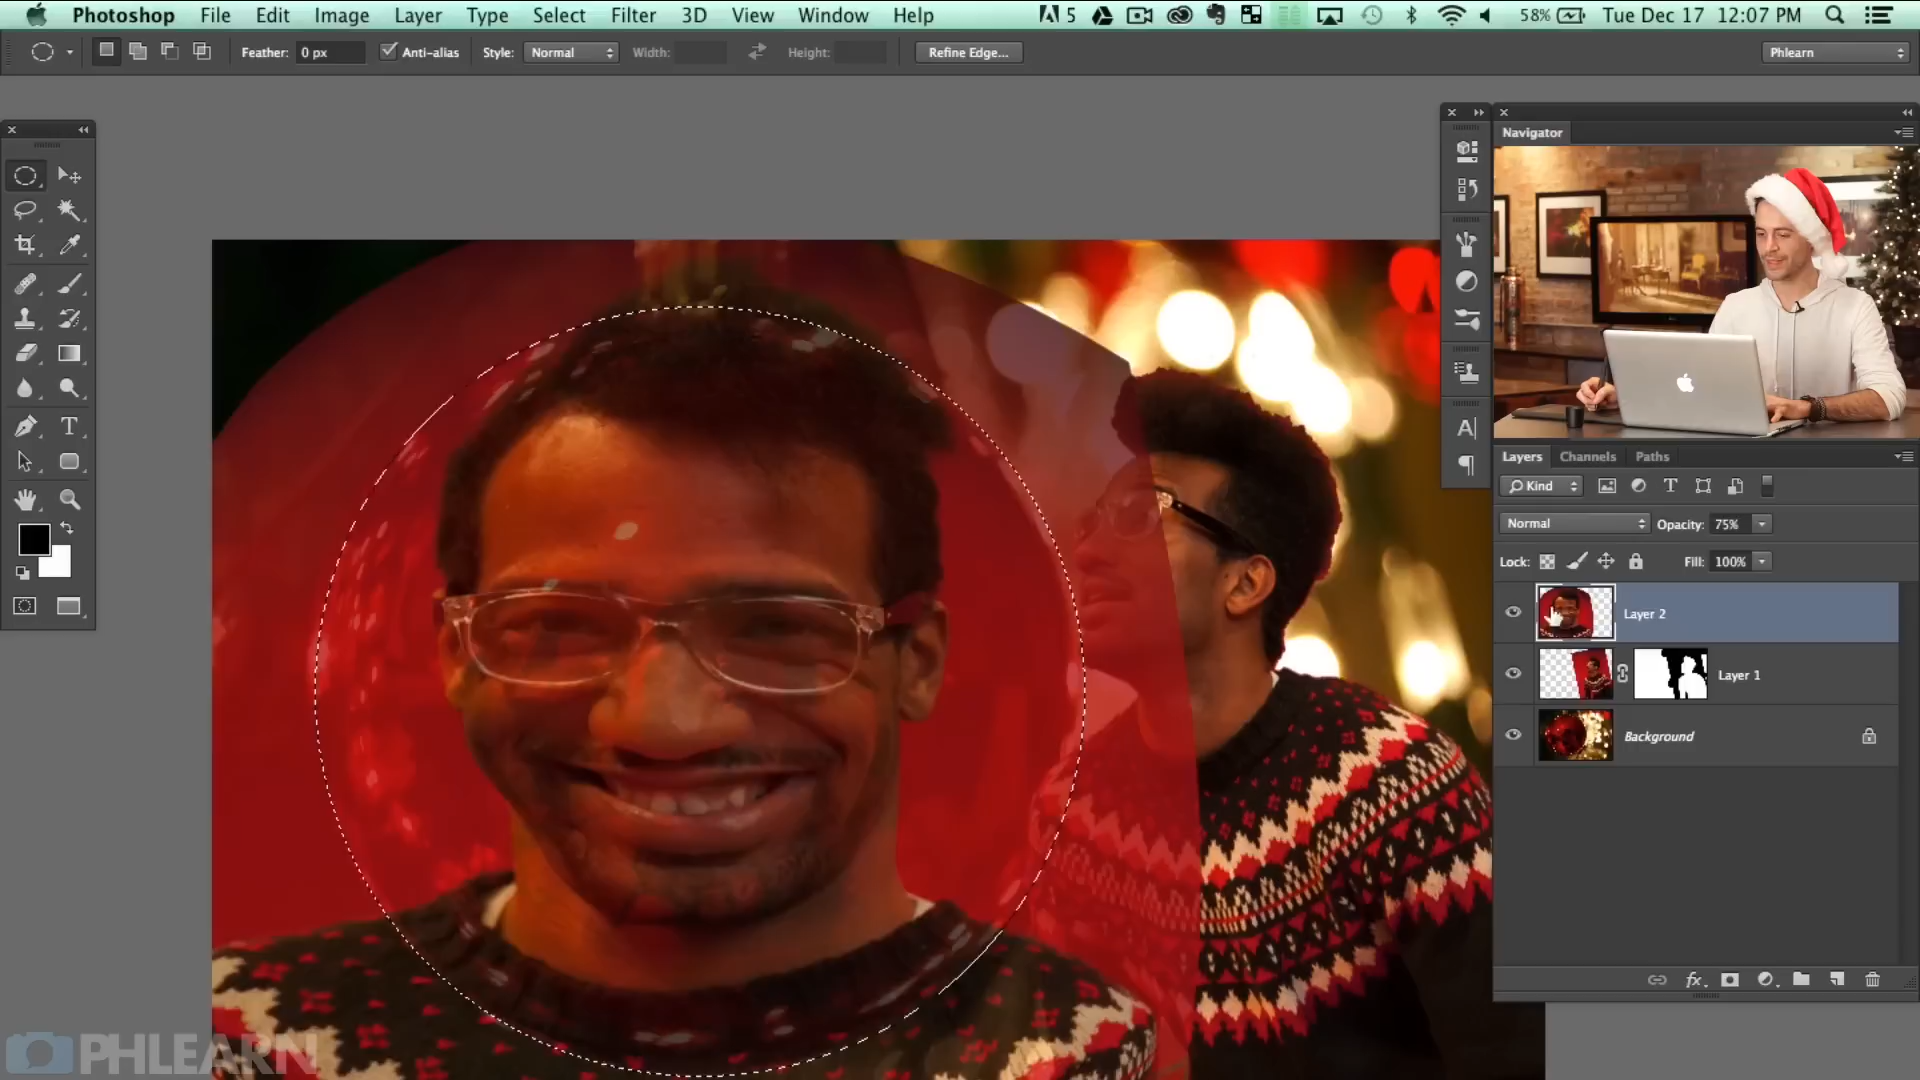 Photoshop File Edit Image Layer Type Select Filter 3D View Window Help 5 58% Tue Dec 17 12:07 PM
Feather: 0 px Anti-alias Style: Normal Width: Height: Refine Edge... Phlearn
Navigator
Layers Channels Paths
Kind
Normal Opacity: 75%
Lock: Fill: 100%
Layer 2
Layer 1
Background
fx
PHLEARN